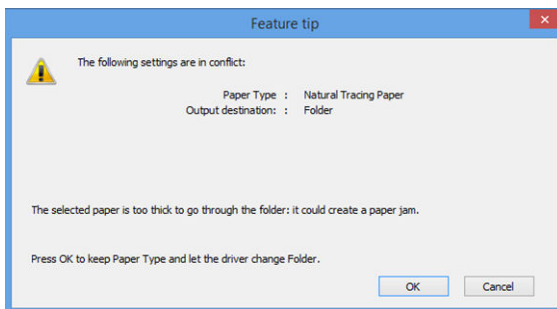 Feature tip
The following settings are in conflict:
Paper Type : Natural Tracing Paper
Output destination: : Folder
The selected paper is too thick to go through the folder: it could create a paper jam.
Press OK to keep Paper Type and let the driver change Folder.
OK Cancel